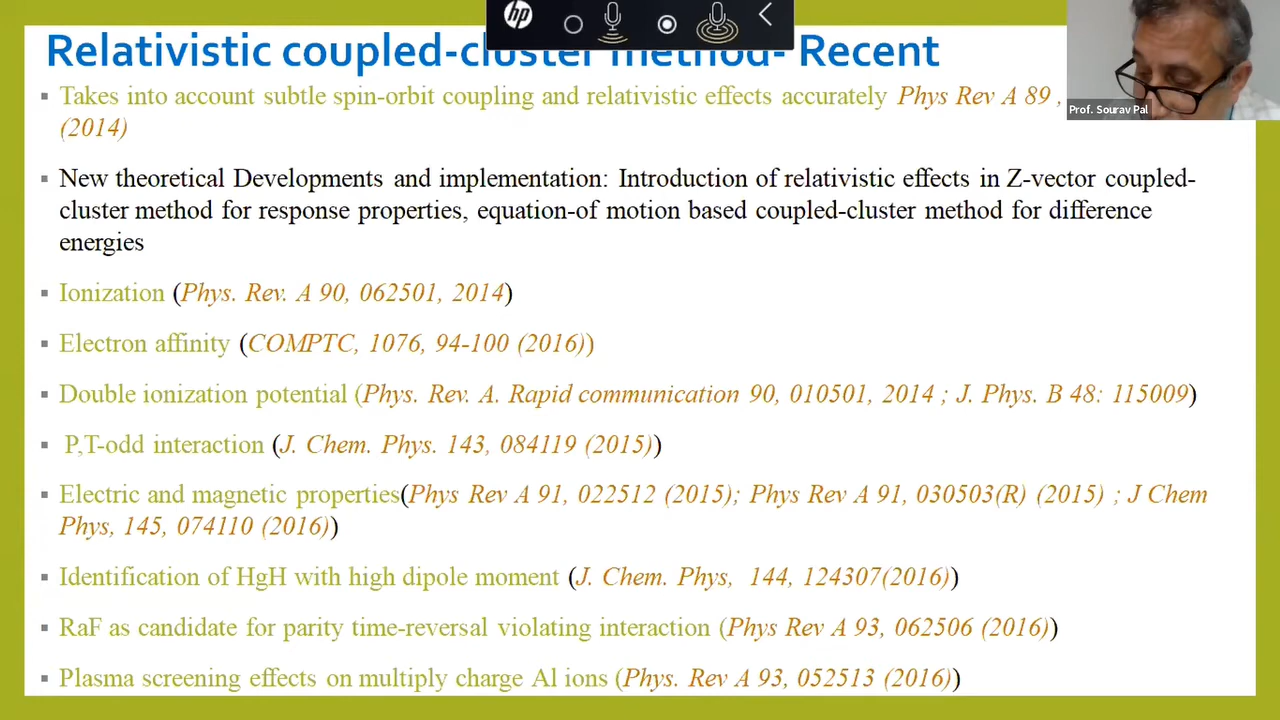 hp
Relativistic coupled-cluster method- Recent
▪ Takes into account subtle spin-orbit coupling and relativistic effects accurately Phys Rev A 89 ,
(2014)
Prof. Sourav Pal
▪ New theoretical Developments and implementation: Introduction of relativistic effects in Z-vector coupled-
cluster method for response properties, equation-of motion based coupled-cluster method for difference
energies
▪ Ionization (Phys. Rev. A 90, 062501, 2014)
▪ Electron affinity (COMPTC, 1076, 94-100 (2016))
▪ Double ionization potential (Phys. Rev. A. Rapid communication 90, 010501, 2014 ; J. Phys. B 48: 115009)
▪ P,T-odd interaction (J. Chem. Phys. 143, 084119 (2015))
▪ Electric and magnetic properties(Phys Rev A 91, 022512 (2015); Phys Rev A 91, 030503(R) (2015) ; J Chem
Phys, 145, 074110 (2016))
▪ Identification of HgH with high dipole moment (J. Chem. Phys, 144, 124307(2016))
▪ RaF as candidate for parity time-reversal violating interaction (Phys Rev A 93, 062506 (2016))
▪ Plasma screening effects on multiply charge Al ions (Phys. Rev A 93, 052513 (2016))